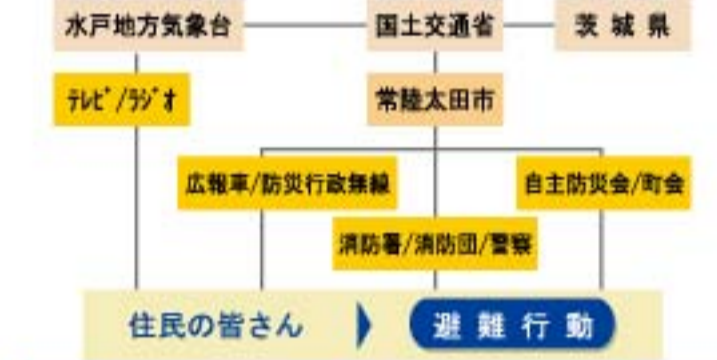 水戸地方気象台
国土交通省
茨城県
ﾃﾚﾋﾞ/ﾗｼﾞｵ
常陸太田市
広報車/防災行政無線
自主防災会/町会
消防署/消防団/警察
住民の皆さん
避難行動